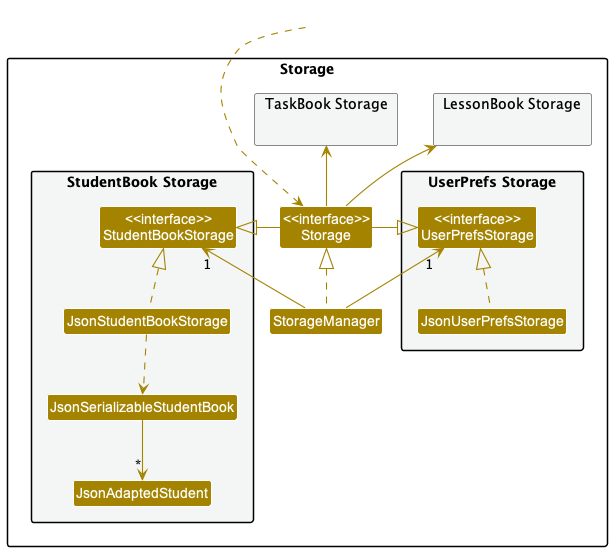 Storage
TaskBook Storage
LessonBook Storage
StudentBook Storage
UserPrefs Storage
<<interface>>
StudentBookStorage
<<interface>>
Storage
<<interface>>
UserPrefsStorage
1
1
JsonStudentBookStorage
StorageManager
JsonUserPrefsStorage
JsonSerializableStudentBook
*
JsonAdaptedStudent